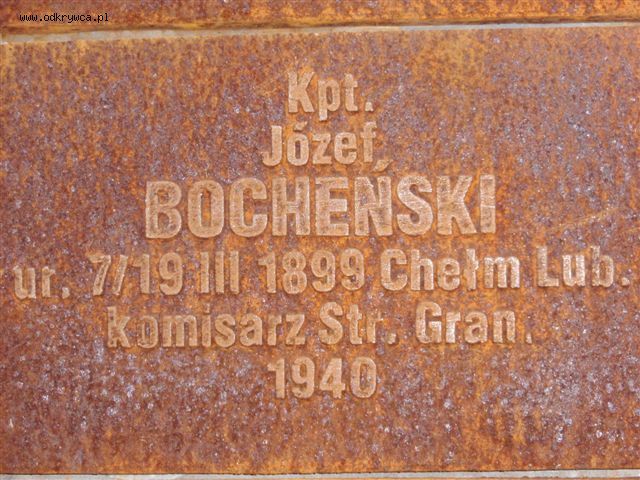 www.odkrywca.pl
Kpt.
Józef
BOCHEŃSKI
ur. 7/19 III 1899 Chełm Lub.
komisarz Str. Gran.
1940